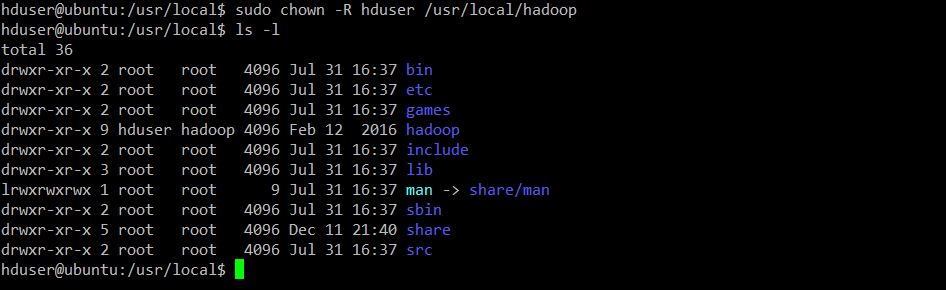 hduser@ubuntu:/usr/local$ sudo chown -R hduser /usr/local/hadoop
hduser@ubuntu:/usr/local$ ls -l
total 36
drwxr-xr-x 2 root   root   4096 Jul 31 16:37 bin
drwxr-xr-x 2 root   root   4096 Jul 31 16:37 etc
drwxr-xr-x 2 root   root   4096 Jul 31 16:37 games
drwxr-xr-x 9 hduser hadoop 4096 Feb 12  2016 hadoop
drwxr-xr-x 2 root   root   4096 Jul 31 16:37 include
drwxr-xr-x 3 root   root   4096 Jul 31 16:37 lib
lrwxrwxrwx 1 root   root      9 Jul 31 16:37 man -> share/man
drwxr-xr-x 2 root   root   4096 Jul 31 16:37 sbin
drwxr-xr-x 5 root   root   4096 Dec 11 21:40 share
drwxr-xr-x 2 root   root   4096 Jul 31 16:37 src
hduser@ubuntu:/usr/local$